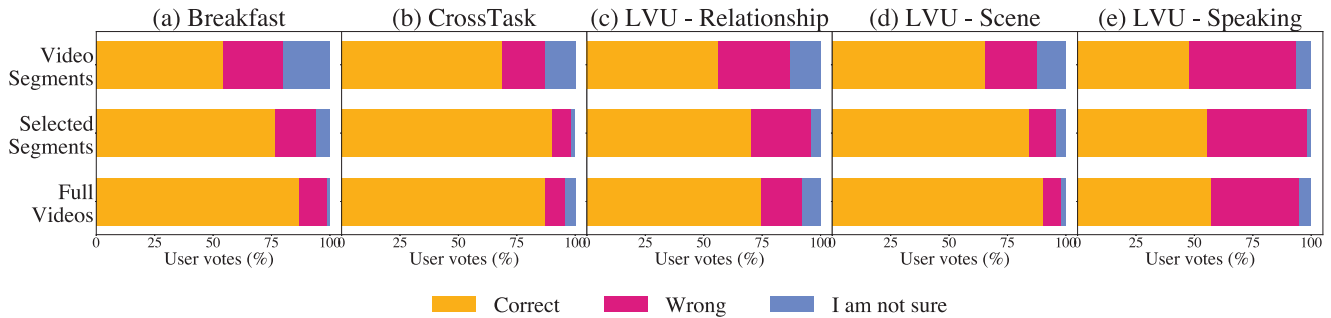 (a) Breakfast (b) CrossTask (c) LVU - Relationship (d) LVU - Scene (e) LVU - Speaking
Video
Segments
Selected
Segments
Full
Videos
0 25 50 75 100 0 25 50 75 100 0 25 50 75 100 0 25 50 75 100 0 25 50 75 100
User votes (%) User votes (%) User votes (%) User votes (%) User votes (%)
Correct Wrong I am not sure